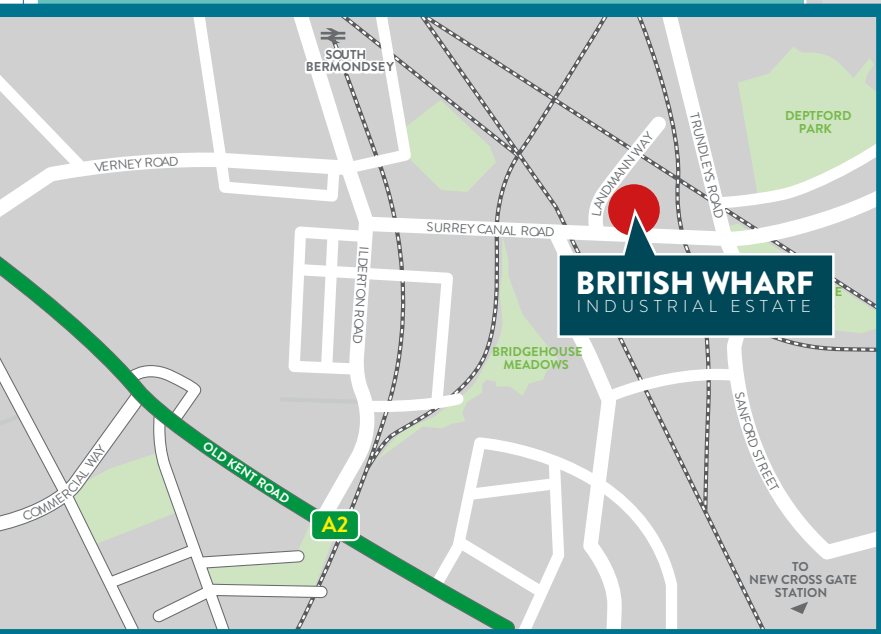 SOUTH
BERMONDSEY
DEPTFORD
PARK
VERNEY ROAD
LANDMANN WAY
TRUNDLEYS ROAD
SURREY CANAL ROAD
ILDERTON ROAD
BRITISH WHARF
INDUSTRIAL ESTATE
E
BRIDGEHOUSE
MEADOWS
SANFORD STREET
COMMERCIAL WAY
OLD KENT ROAD
A2
TO
NEW CROSS GATE
STATION